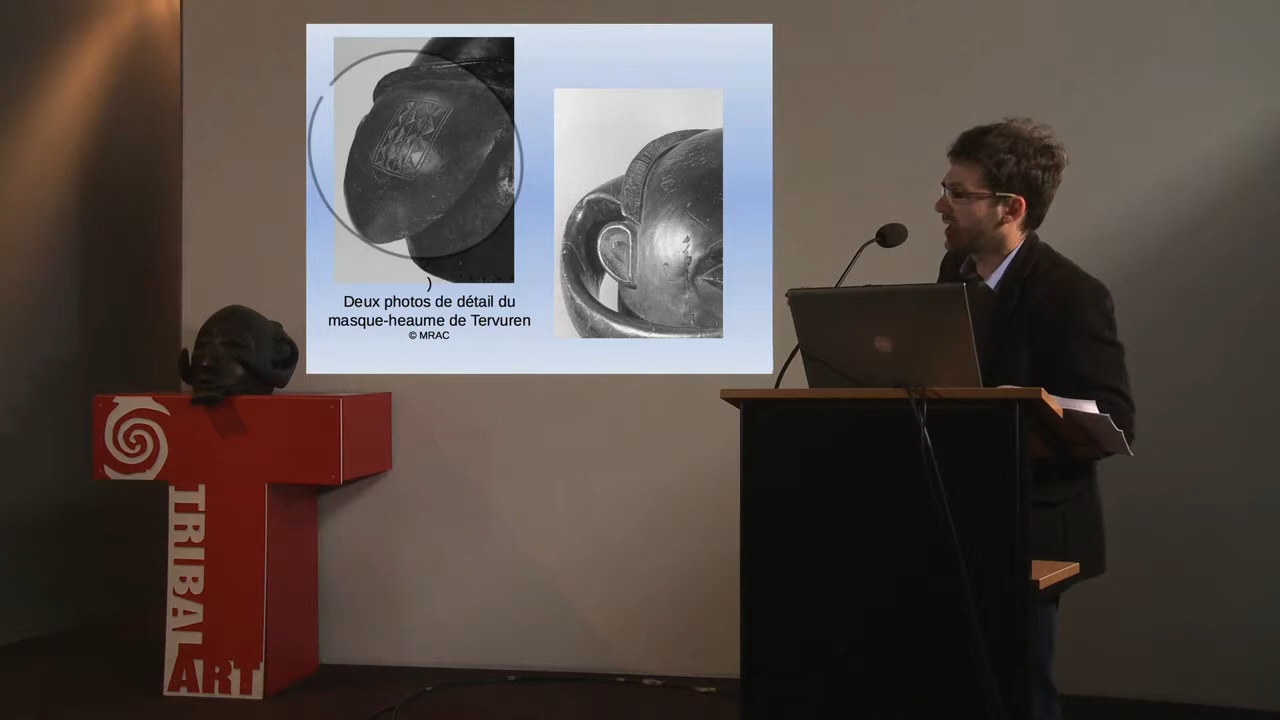 )
Deux photos de détail du
masque-heaume de Tervuren
© MRAC
TRIBAL
ART